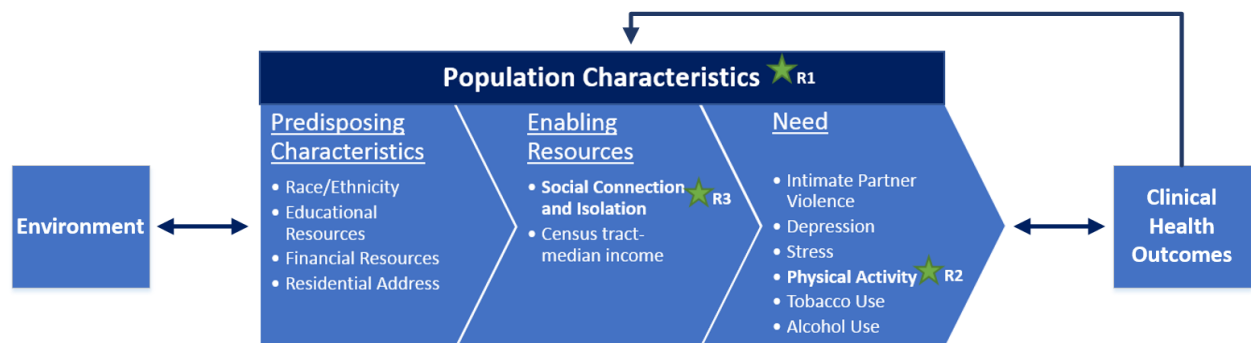 Population Characteristics R1
Environment
Predisposing
Characteristics
• Race/Ethnicity
• Educational
Resources
• Financial Resources
• Residential Address
Enabling
Resources
• Social Connection
and Isolation
R3
• Census tract-
median income
Need
• Intimate Partner
Violence
• Depression
• Stress
• Physical Activity R2
• Tobacco Use
• Alcohol Use
Clinical
Health
Outcomes